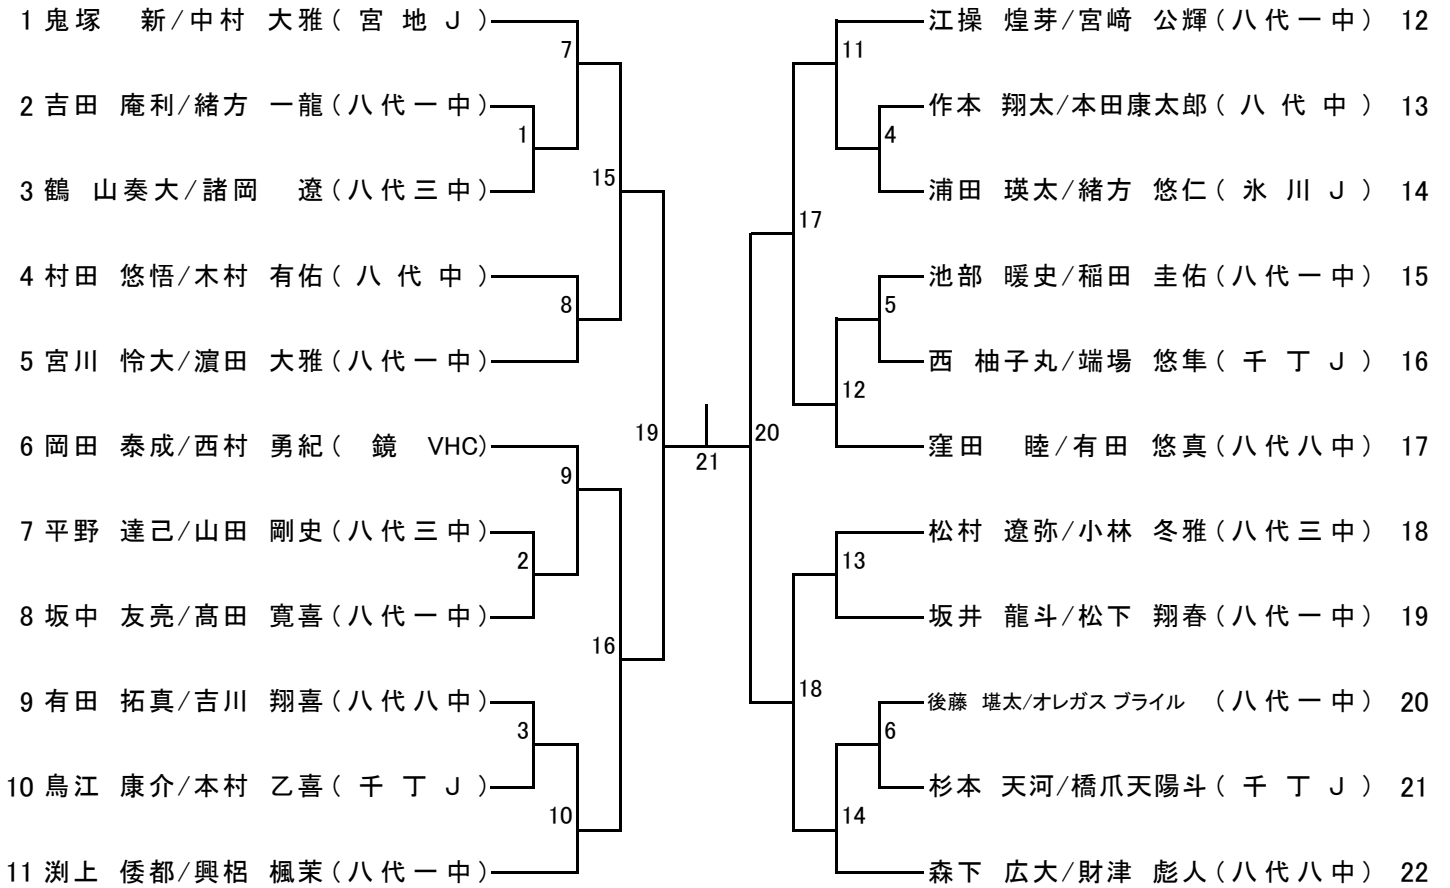 1 鬼塚 新/中村 大雅(宮地J)
7
2 吉田 庵利/緒方 一龍(八代一中)
1
3 鶴 山奏大/諸岡 遼(八代三中)
15
4 村田 悠悟/木村 有佑(八代中)
8
5 宮川 怜大/濵田 大雅(八代一中)
19
6 岡田 泰成/西村 勇紀(鏡 VHC)
9
7 平野 達己/山田 剛史(八代三中)
2
8 坂中 友亮/髙田 寛喜(八代一中)
16
9 有田 拓真/吉川 翔喜(八代八中)
3
10 鳥江 康介/本村 乙喜(千丁J)
10
11 渕上 倭都/興梠 楓茉(八代一中)
21
江操 煌芽/宮﨑 公輝(八代一中) 12
11
作本 翔太/本田康太郎(八代中) 13
4
浦田 瑛太/緒方 悠仁(氷川J) 14
17
池部 暖史/稲田 圭佑(八代一中) 15
5
西 柚子丸/端場 悠隼(千丁J) 16
12
窪田 睦/有田 悠真(八代八中) 17
20
松村 遼弥/小林 冬雅(八代三中) 18
13
坂井 龍斗/松下 翔春(八代一中) 19
18
後藤 堪太/オレガス ブライル (八代一中) 20
6
杉本 天河/橋爪天陽斗(千丁J) 21
14
森下 広大/財津 彪人(八代八中) 22